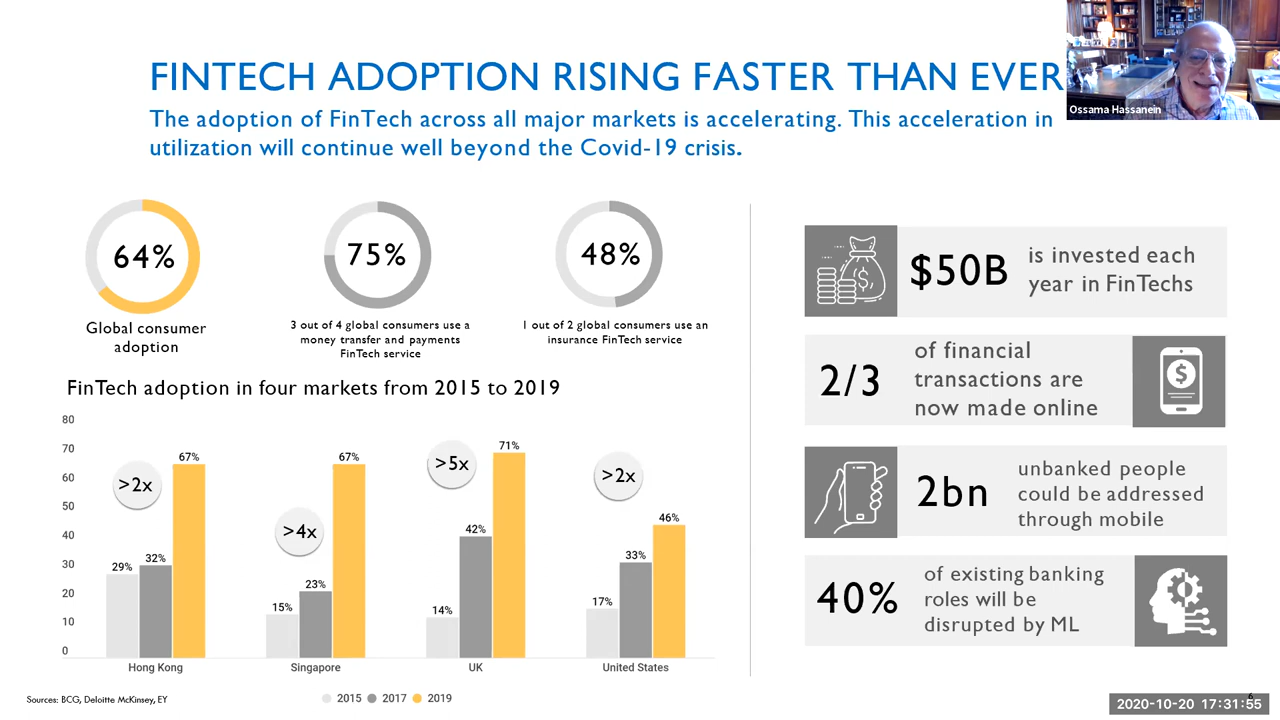 FINTECH ADOPTION RISING FASTER THAN EVER
The adoption of FinTech across all major markets is accelerating. This acceleration in
utilization will continue well beyond the Covid-19 crisis.
Ossama Hassanein
64%
Global consumer
adoption
75%
3 out of 4 global consumers use a
money transfer and payments
FinTech service
48%
1 out of 2 global consumers use an
insurance FinTech service
FinTech adoption in four markets from 2015 to 2019
80
70
60
50
40
30
20
10
0
>2x
29%
32%
67%
Hong Kong
>4x
15%
23%
67%
Singapore
>5x
14%
42%
71%
UK
>2x
17%
33%
46%
United States
2015 2017 2019
$50B
is invested each
year in FinTechs
2/3
of financial
transactions are
now made online
2bn
unbanked people
could be addressed
through mobile
40%
of existing banking
roles will be
disrupted by ML
Sources: BCG, Deloitte McKinsey, EY
6
2020-10-20 17:31:55